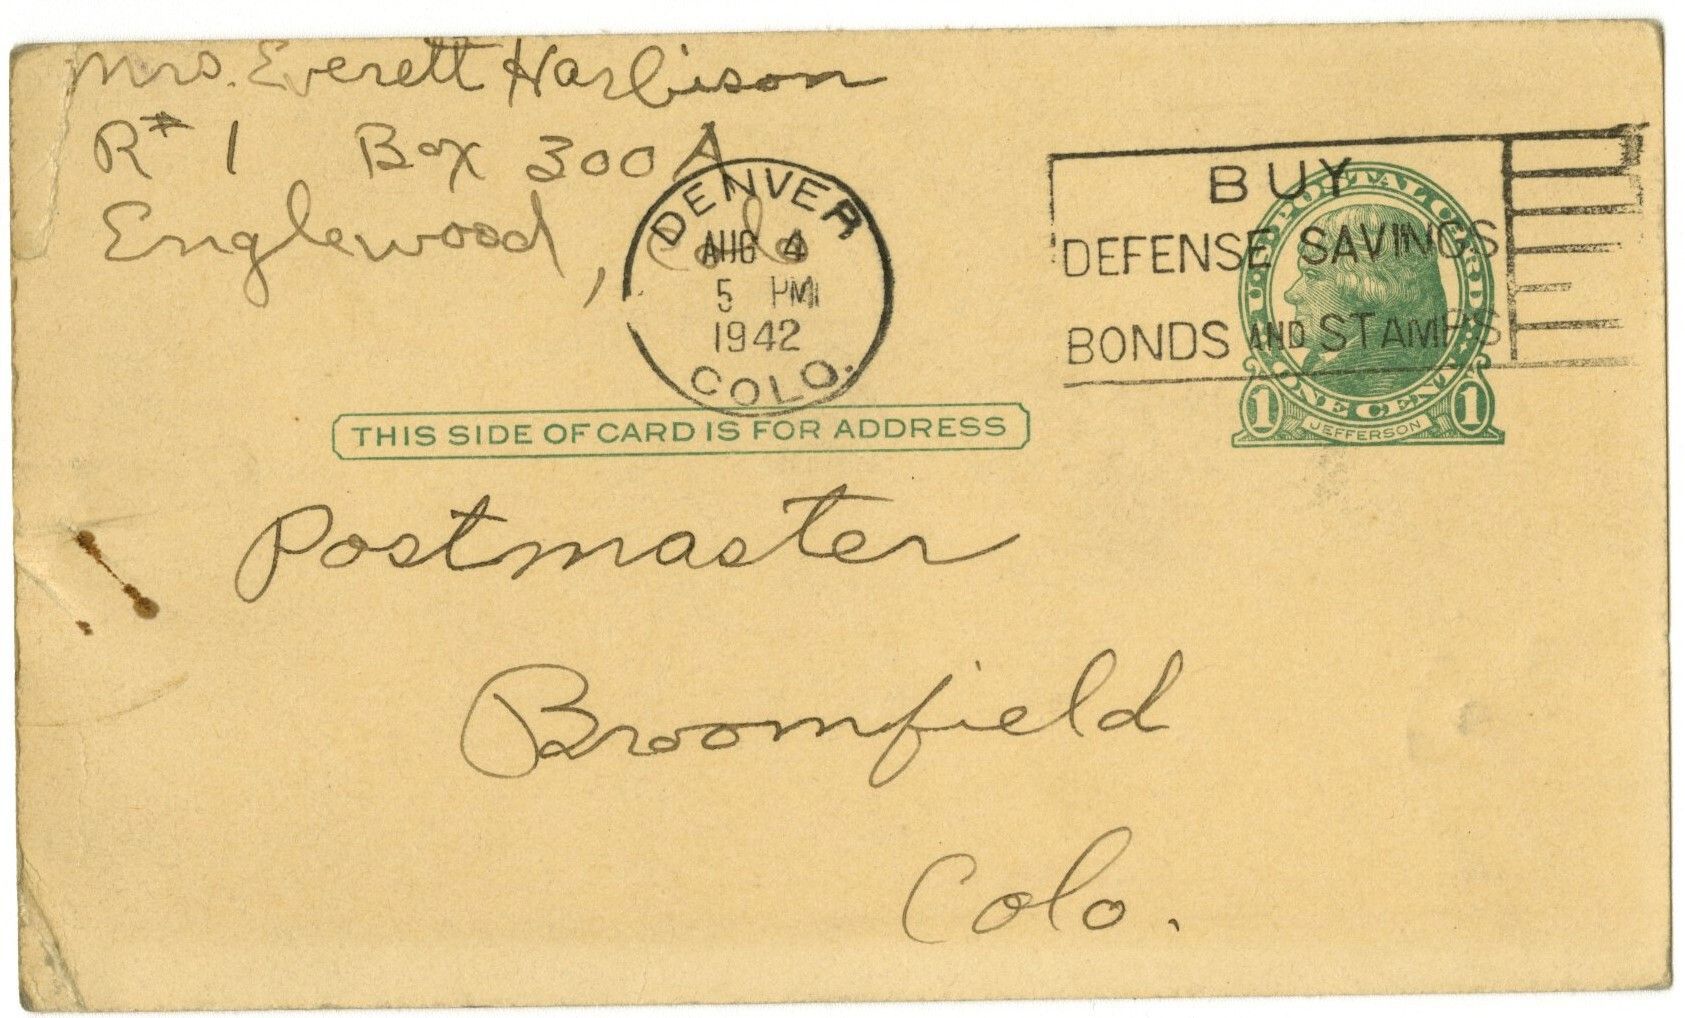 Mrs. Everett Harbison
R# 1 Box 300 A
Englewood, Colo
DENVER
AUG 4
5 PM
1942
COLO.
BUY
DEFENSE SAVINGS
BONDS AND STAMPS
U.S. POSTAL CARD
ONE CENT
1 1
JEFFERSON
THIS SIDE OF CARD IS FOR ADDRESS
Postmaster
Broomfield
Colo.